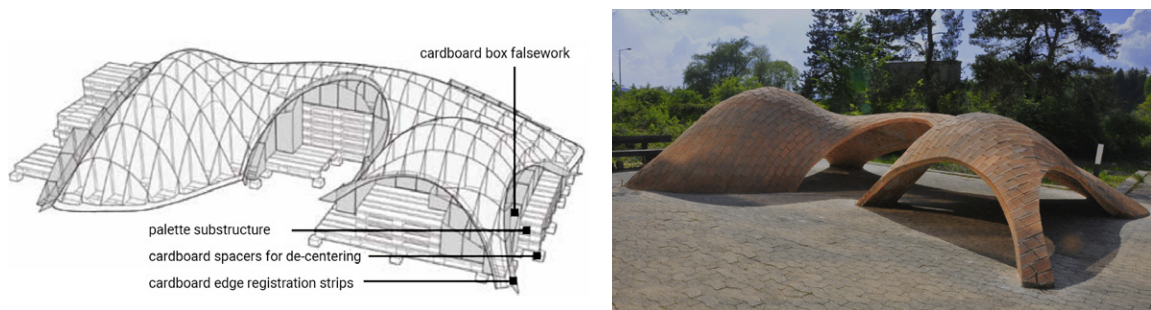 cardboard box falsework
palette substructure
cardboard spacers for de-centering
cardboard edge registration strips